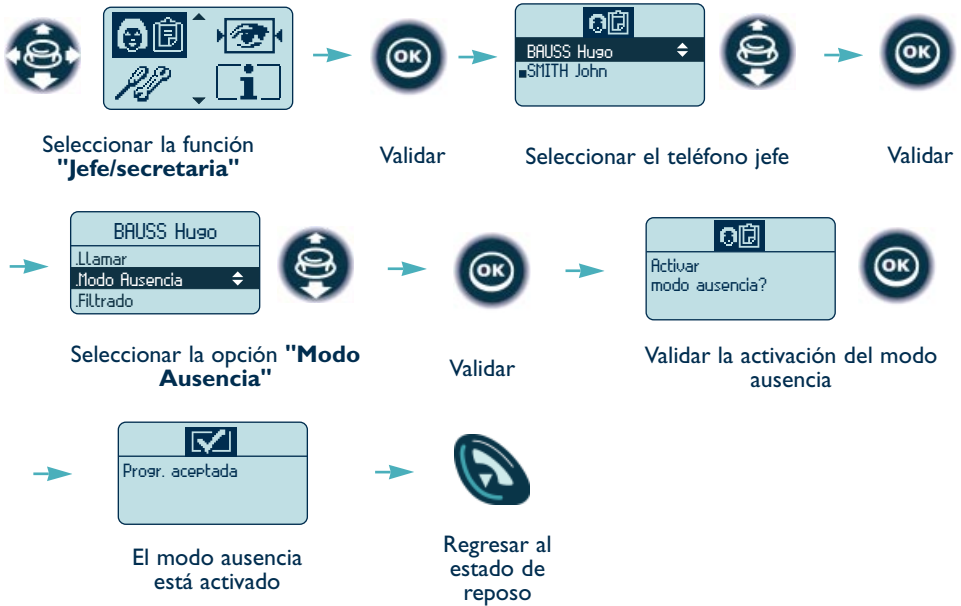 OK
BAUSS Hugo
SMITH John
OK
Seleccionar la función
"Jefe/secretaria"
Validar
Seleccionar el teléfono jefe
Validar
BAUSS Hugo
.Llamar
.Modo Ausencia
.Filtrado
OK
Activar
modo ausencia?
OK
Seleccionar la opción "Modo
Ausencia"
Validar
Validar la activación del modo
ausencia
Progr. aceptada
El modo ausencia
está activado
Regresar al
estado de
reposo